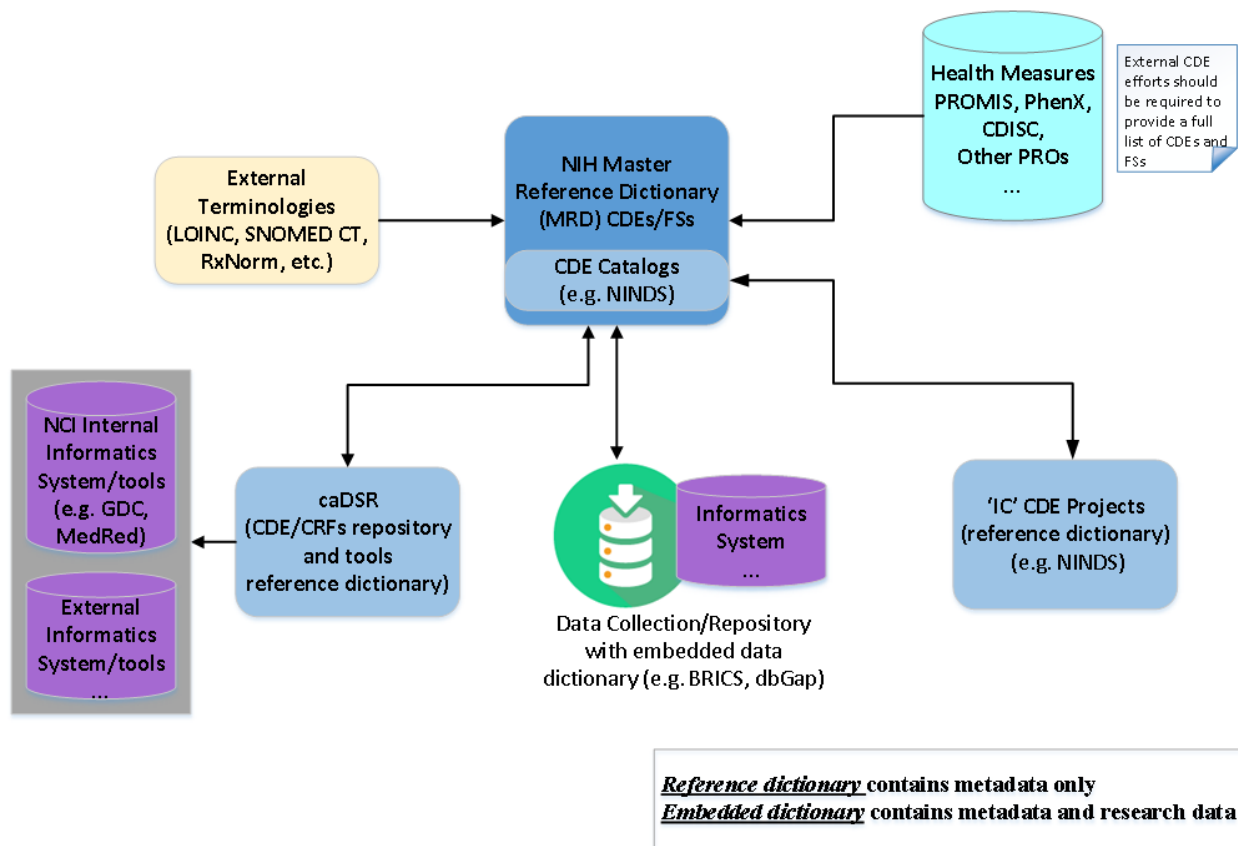 Health Measures
PROMIS, PhenX,
CDISC,
Other PROs
...
External CDE
efforts should
be required to
provide a full
list of CDEs and
FSs
NIH Master
Reference Dictionary
(MRD) CDEs/FSs
CDE Catalogs
(e.g. NINDS)
External
Terminologies
(LOINC, SNOMED CT,
RxNorm, etc.)
NCI Internal
Informatics
System/tools
(e.g. GDC,
MedRed)
External
Informatics
System/tools
...
caDSR
(CDE/CRFs repository
and tools
reference dictionary)
Informatics
System
...
Data Collection/Repository
with embedded data
dictionary (e.g. BRICS, dbGap)
‘IC’ CDE Projects
(reference dictionary)
(e.g. NINDS)
Reference dictionary contains metadata only
Embedded dictionary contains metadata and research data